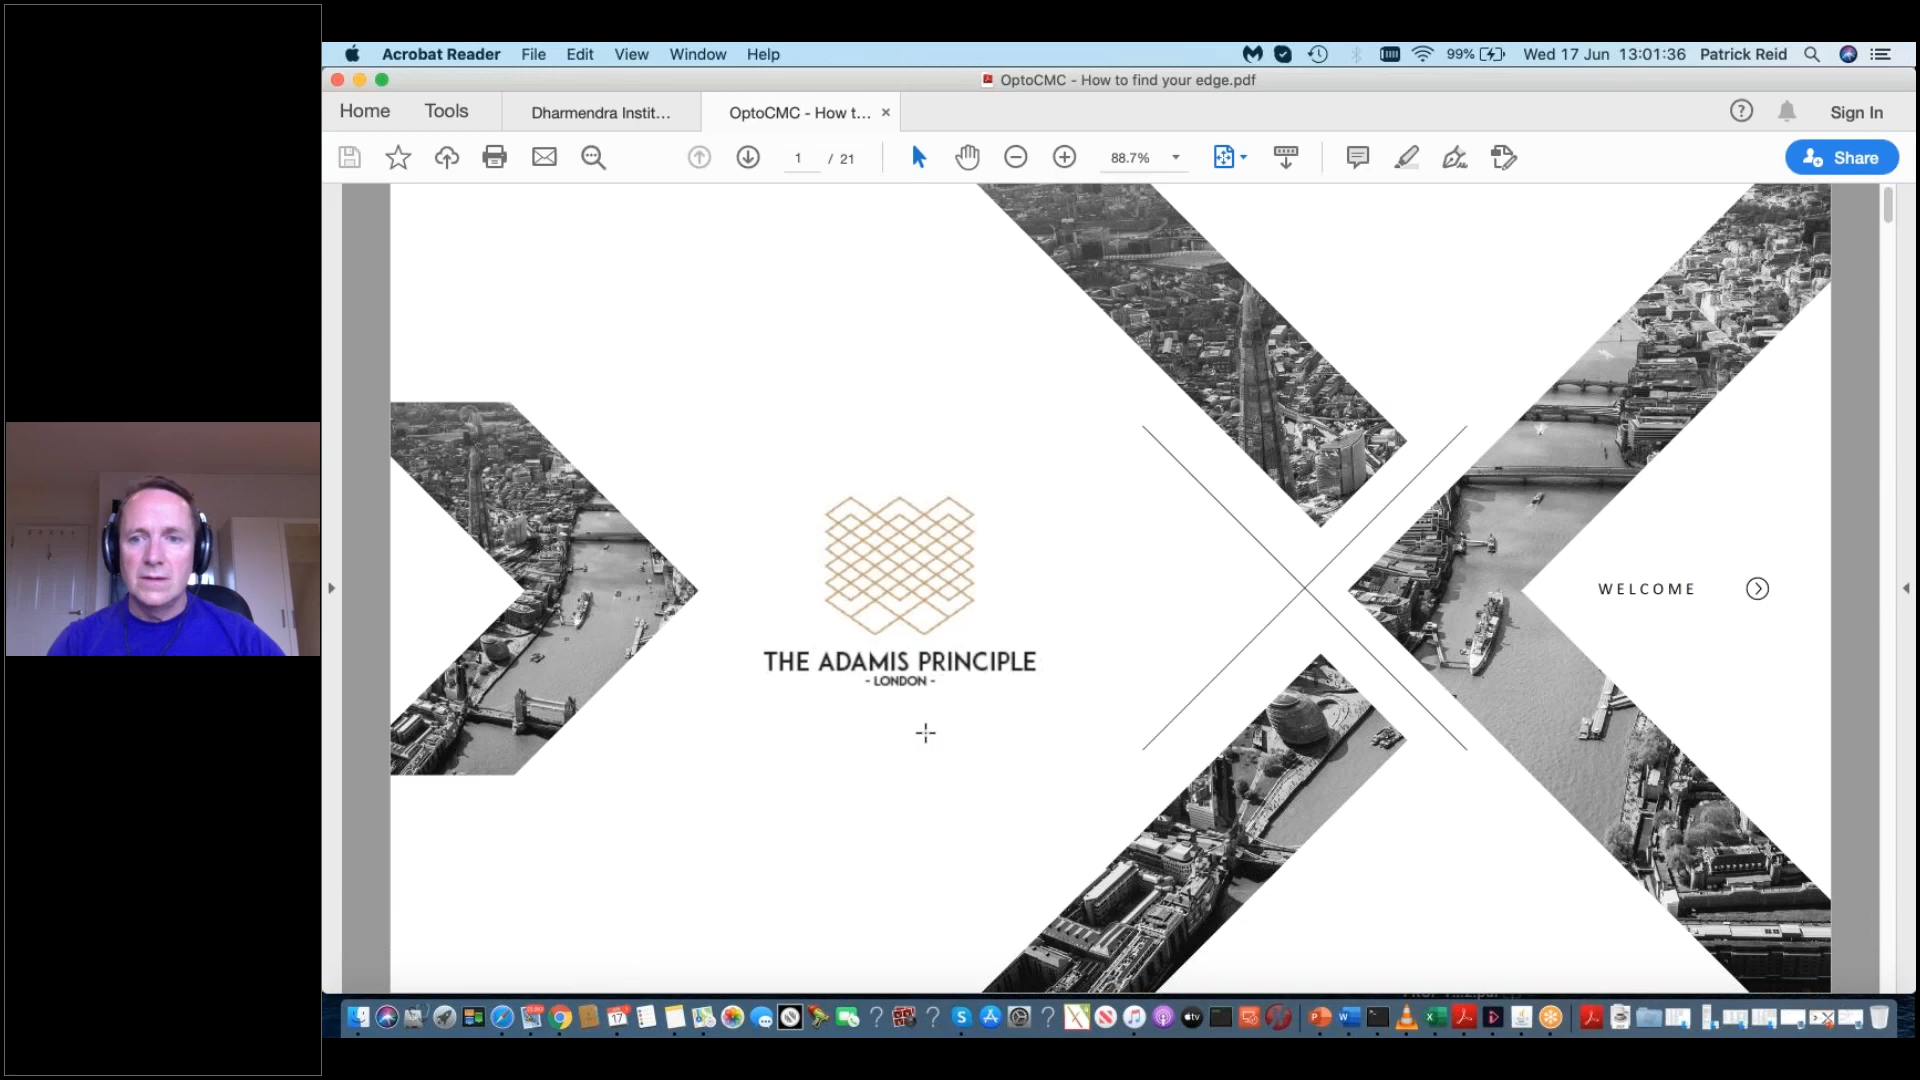 Acrobat Reader File Edit View Window Help 99% Wed 17 Jun 13:01:36 Patrick Reid
OptoCMC - How to find your edge.pdf
Home Tools Dharmendra Instit... OptoCMC - How t... × Sign In
1 / 21 88.7% Share
WELCOME
THE ADAMIS PRINCIPLE
- LONDON -
17